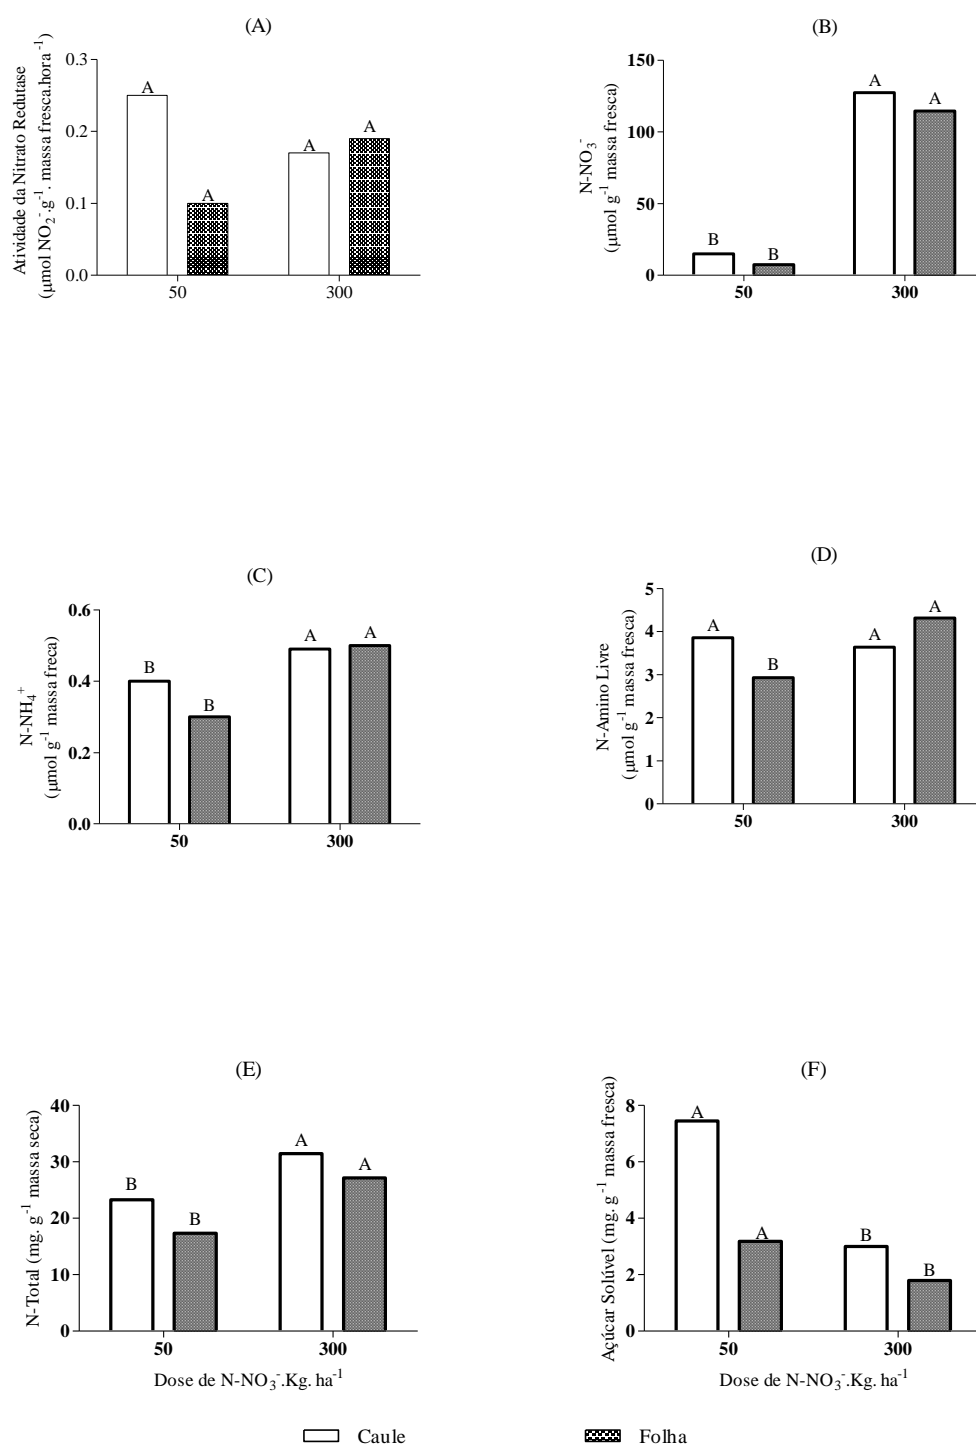 (A)
Atividade da Nitrato Redutase
(µmol NO₂⁻.g⁻¹. massa fresca.hora⁻¹)
0.3
0.2
0.1
0.0
A
A
A
A
50
300
(B)
N-NO₃⁻
(µmol g⁻¹ massa fresca)
150
100
50
0
B
B
A
A
50
300
(C)
N-NH₄⁺
(µmol g⁻¹ massa freca)
0.6
0.4
0.2
0.0
B
B
A
A
50
300
(D)
N-Amino Livre
(µmol g⁻¹ massa fresca)
5
4
3
2
1
0
A
B
A
A
50
300
(E)
N-Total (mg. g⁻¹ massa seca)
40
30
20
10
0
B
B
A
A
50
300
Dose de N-NO₃⁻.Kg. ha⁻¹
(F)
Açúcar Solúvel (mg. g⁻¹ massa fresca)
8
6
4
2
0
A
A
B
B
50
300
Dose de N-NO₃⁻.Kg. ha⁻¹
Caule
Folha